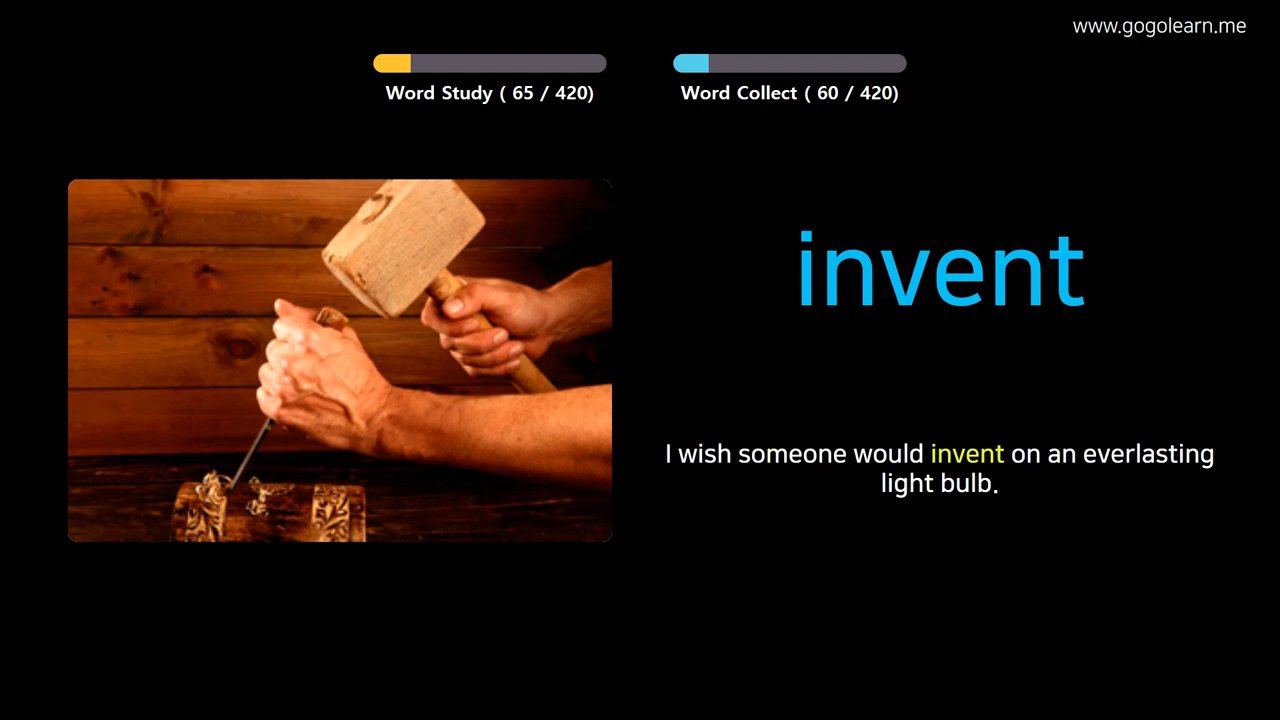 www.gogolearn.me
Word Study ( 65 / 420)
Word Collect ( 60 / 420)
invent
I wish someone would invent on an everlasting
light bulb.